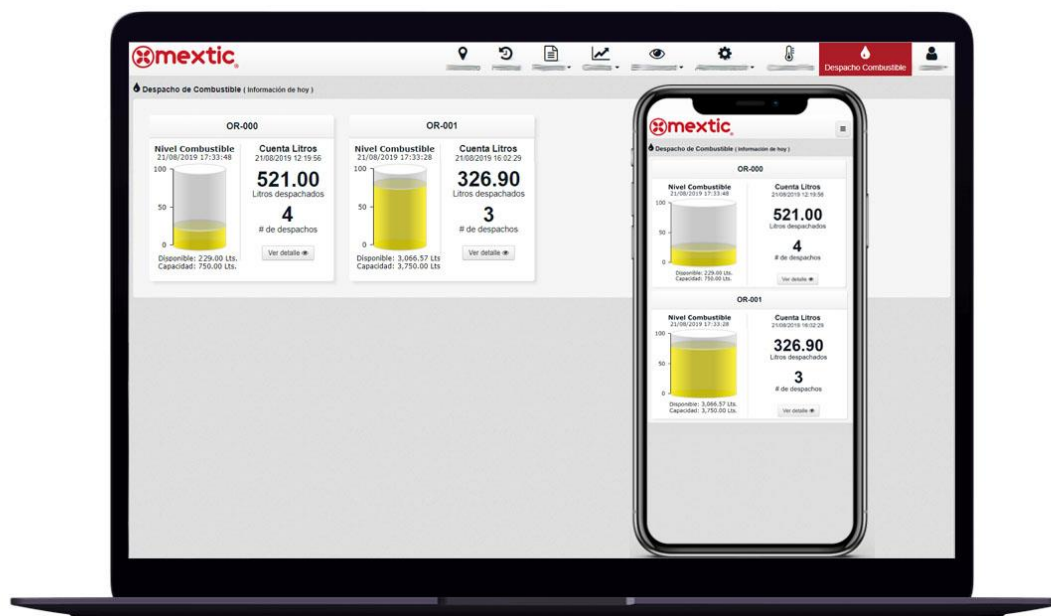 mextic
Despacho Combustible
Despacho de Combustible ( Información de hoy )
OR-000
Nivel Combustible
21/08/2019 17:33:48
100
50
0
Disponible: 229.00 Lts.
Capacidad: 750.00 Lts.
Cuenta Litros
21/08/2019 12:19:56
521.00
Litros despachados
4
# de despachos
Ver detalle
OR-001
Nivel Combustible
21/08/2019 17:33:28
100
50
0
Disponible: 3,066.57 Lts
Capacidad: 3,750.00 Lts
Cuenta Litros
21/08/2019 16:02:29
326.90
Litros despachados
3
# de despachos
Ver detalle
mextic
Despacho de Combustible ( Información de hoy )
OR-000
Nivel Combustible
21/08/2019 17:33:48
100
50
0
Disponible: 229.00 Lts.
Capacidad: 750.00 Lts.
Cuenta Litros
21/08/2019 12:19:56
521.00
Litros despachados
4
# de despachos
Ver detalle
OR-001
Nivel Combustible
21/08/2019 17:33:28
100
50
0
Disponible: 3,066.57 Lts.
Capacidad: 3,750.00 Lts.
Cuenta Litros
21/08/2019 16:02:29
326.90
Litros despachados
3
# de despachos
Ver detalle